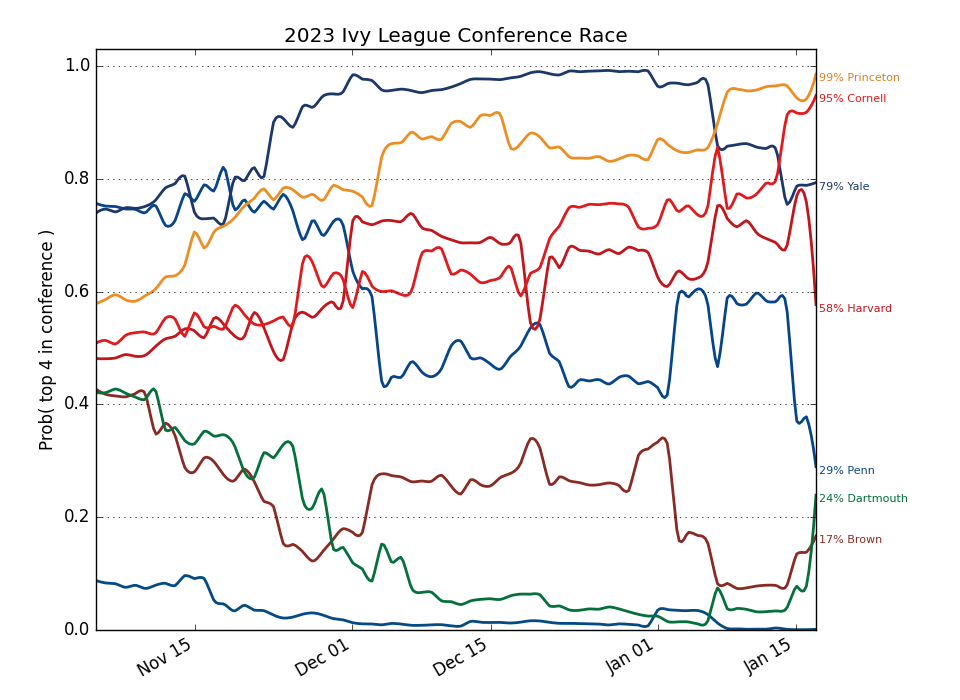 2023 Ivy League Conference Race
Prob( top 4 in conference )
1.0
0.8
0.6
0.4
0.2
0.0
Nov 15
Dec 01
Dec 15
Jan 01
Jan 15
99% Princeton
95% Cornell
79% Yale
58% Harvard
29% Penn
24% Dartmouth
17% Brown